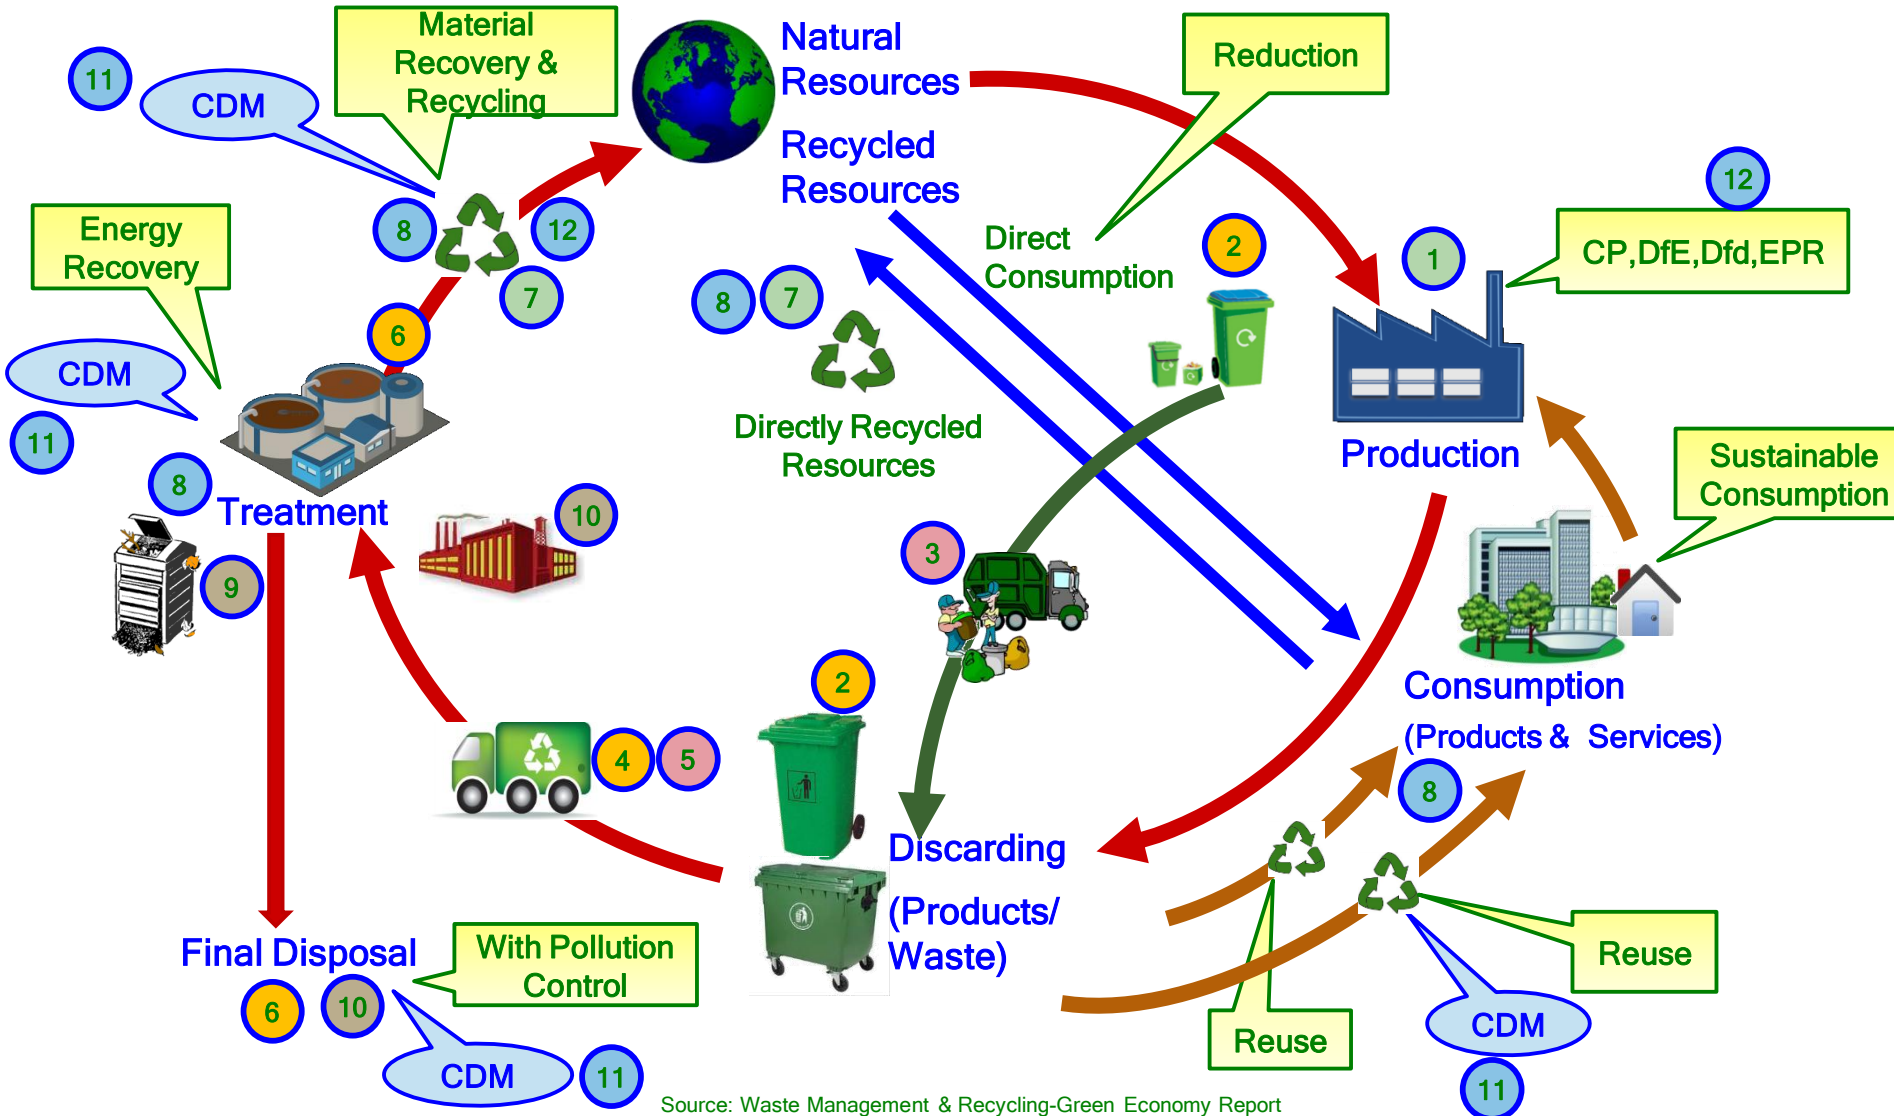 Material
Recovery &
Recycling
Natural
Resources
Recycled
Resources
Reduction
11
CDM
12
8
12
7
Energy
Recovery
6
CDM
11
8
Treatment
9
10
8
7
Directly Recycled
Resources
Direct
Consumption
2
1
CP,DfE,Dfd,EPR
Production
Sustainable
Consumption
3
Consumption
(Products & Services)
8
2
4
5
Discarding
(Products/
Waste)
Final Disposal
6
10
With Pollution
Control
CDM
11
Reuse
Reuse
CDM
11
Source: Waste Management & Recycling-Green Economy Report